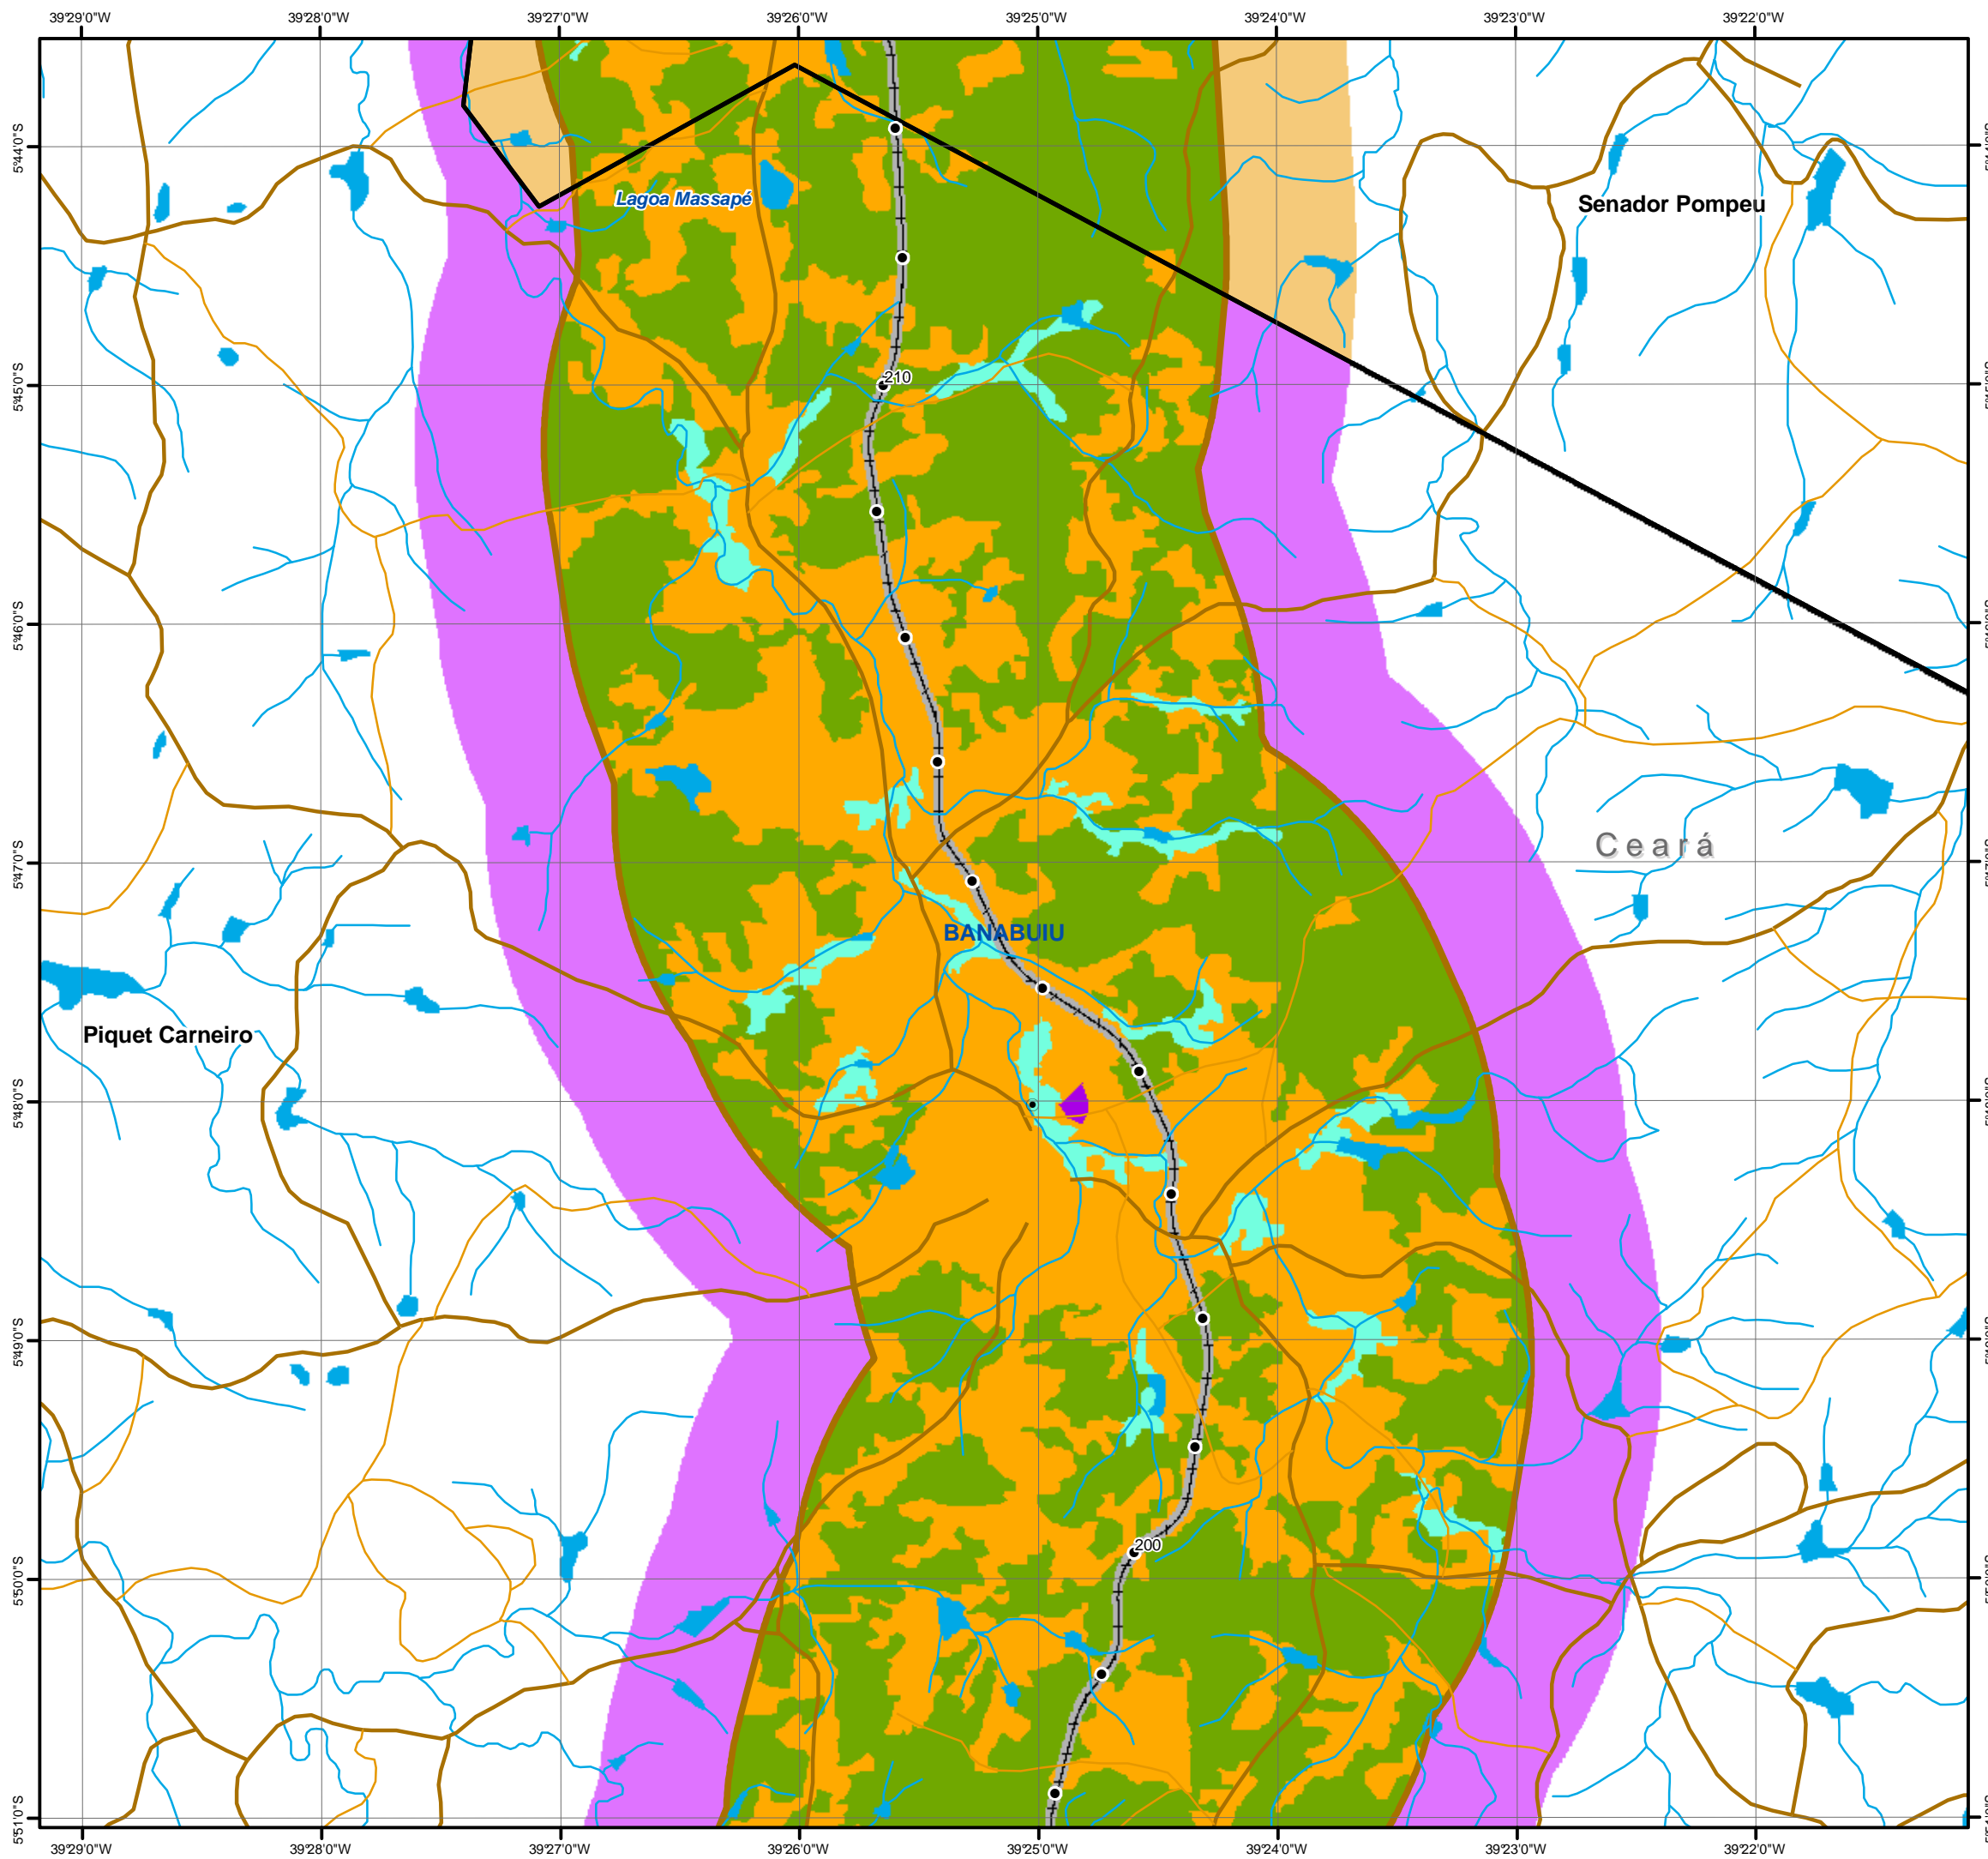 39°29'0"W 39°28'0"W 39°27'0"W 39°26'0"W 39°25'0"W 39°24'0"W 39°23'0"W 39°22'0"W
5°44'0"S
Lagoa Massapé
Senador Pompeu
210
5°45'0"S
5°46'0"S
Ceará
5°47'0"S
BANABUIU
Piquet Carneiro
5°48'0"S
5°49'0"S
200
5°50'0"S
5°51'0"S
39°29'0"W 39°28'0"W 39°27'0"W 39°26'0"W 39°25'0"W 39°24'0"W 39°23'0"W 39°22'0"W